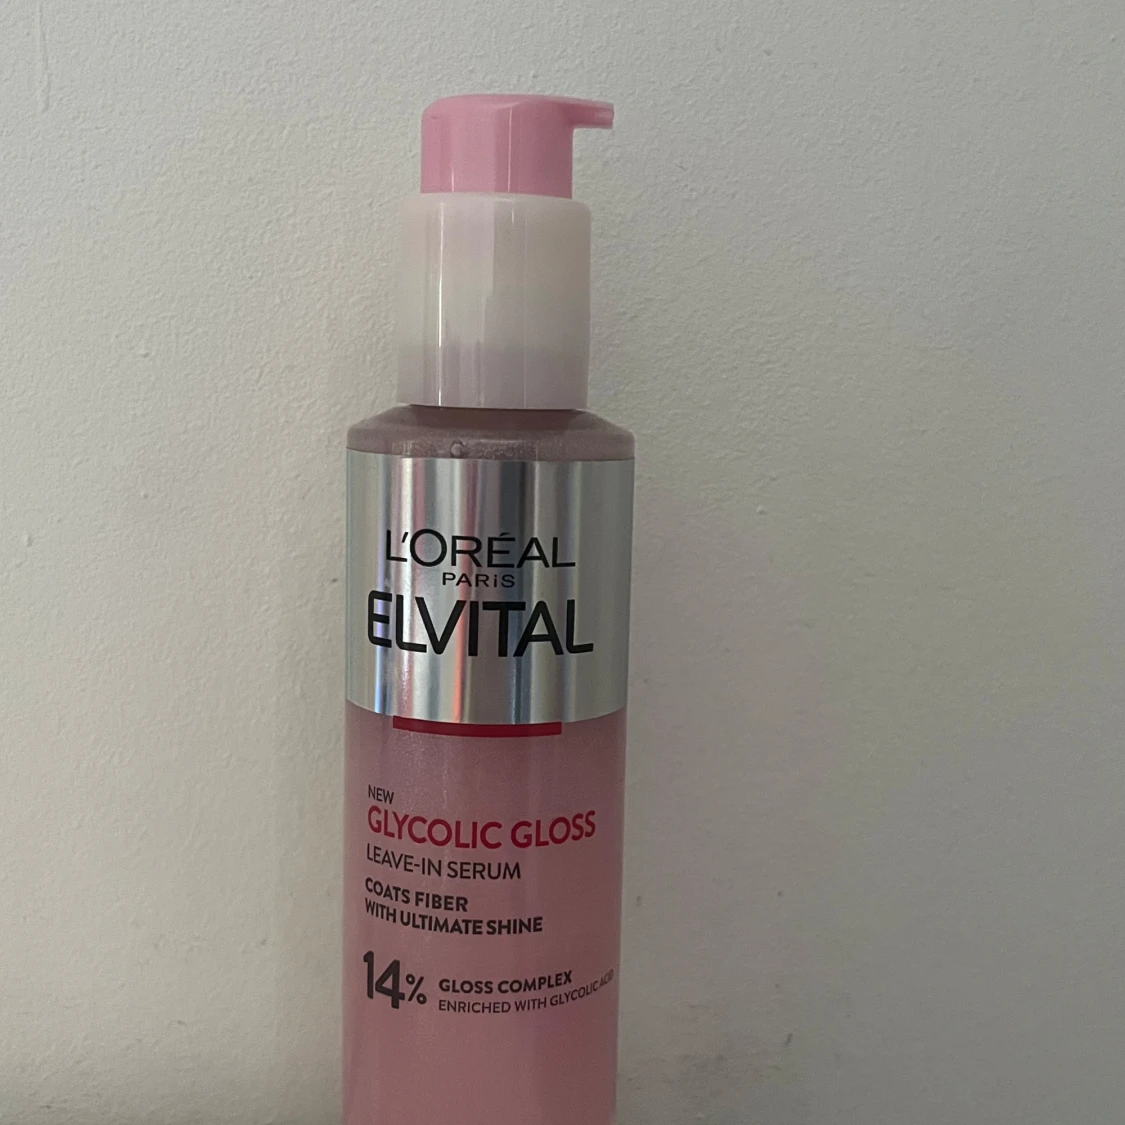 L'ORÉAL
PARiS
ELVITAL
NEW
GLYCOLIC GLOSS
LEAVE-IN SERUM
COATS FIBER
WITH ULTIMATE SHINE
14% GLOSS COMPLEX
ENRICHED WITH GLYCOLIC ACID